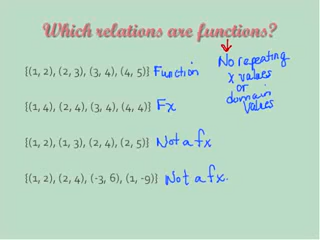 Which relations are functions?
{(1, 2), (2, 3), (3, 4), (4, 5)} Function
No repeating
x values
or
domain
values
{(1, 4), (2, 4), (3, 4), (4, 4)} Fx
{(1, 2), (1, 3), (2, 4), (2, 5)} Not a fx
{(1, 2), (2, 4), (-3, 6), (1, -9)} Not a fx.